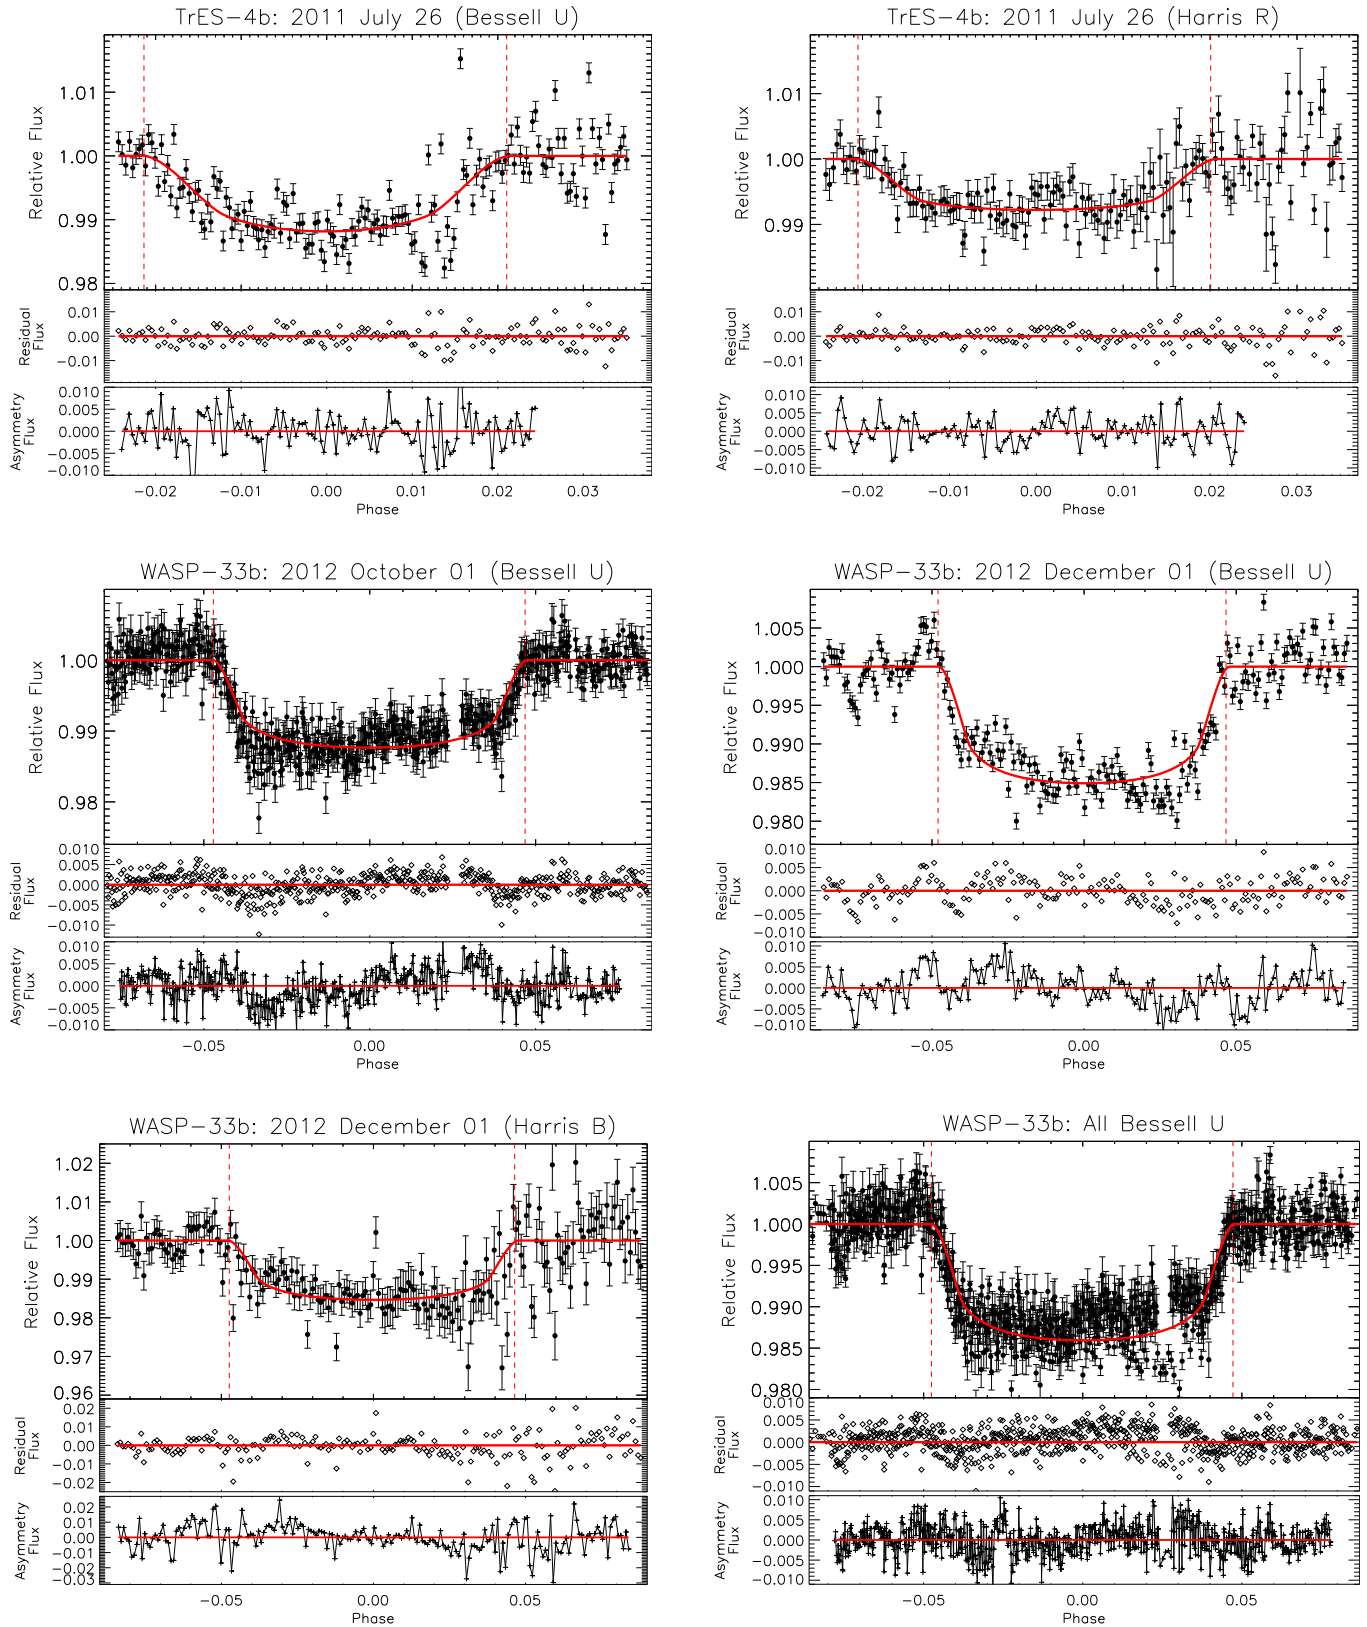 TrES-4b: 2011 July 26 (Bessell U)
Relative Flux
1.01
1.00
0.99
0.98
Residual
Flux
0.01
0.00
-0.01
Asymmetry
Flux
0.010
0.005
0.000
-0.005
-0.010
-0.02 -0.01 0.00 0.01 0.02 0.03
Phase
TrES-4b: 2011 July 26 (Harris R)
Relative Flux
1.01
1.00
0.99
Residual
Flux
0.01
0.00
-0.01
Asymmetry
Flux
0.010
0.005
0.000
-0.005
-0.010
-0.02 -0.01 0.00 0.01 0.02 0.03
Phase
WASP-33b: 2012 October 01 (Bessell U)
Relative Flux
1.00
0.99
0.98
Residual
Flux
0.010
0.005
0.000
-0.005
-0.010
Asymmetry
Flux
0.010
0.005
0.000
-0.005
-0.010
-0.05 0.00 0.05
Phase
WASP-33b: 2012 December 01 (Bessell U)
Relative Flux
1.005
1.000
0.995
0.990
0.985
0.980
Residual
Flux
0.010
0.005
0.000
-0.005
-0.010
Asymmetry
Flux
0.010
0.005
0.000
-0.005
-0.010
-0.05 0.00 0.05
Phase
WASP-33b: 2012 December 01 (Harris B)
Relative Flux
1.02
1.01
1.00
0.99
0.98
0.97
0.96
Residual
Flux
0.02
0.01
0.00
-0.01
-0.02
Asymmetry
Flux
0.02
0.01
0.00
-0.01
-0.02
-0.03
-0.05 0.00 0.05
Phase
WASP-33b: All Bessell U
Relative Flux
1.005
1.000
0.995
0.990
0.985
0.980
Residual
Flux
0.010
0.005
0.000
-0.005
-0.010
Asymmetry
Flux
0.010
0.005
0.000
-0.005
-0.010
-0.05 0.00 0.05
Phase